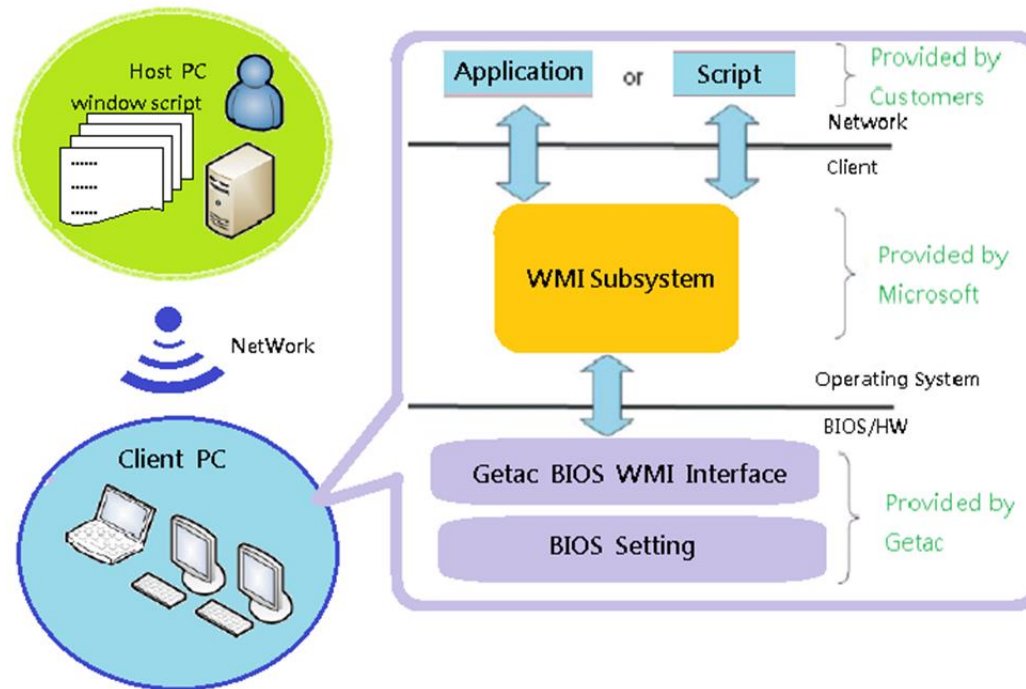 Host PC
window script
......
......
......
NetWork
Client PC
Application
or
Script
Provided by
Customers
Network
Client
WMI Subsystem
Provided by
Microsoft
Operating System
BIOS/HW
Getac BIOS WMI Interface
BIOS Setting
Provided by
Getac